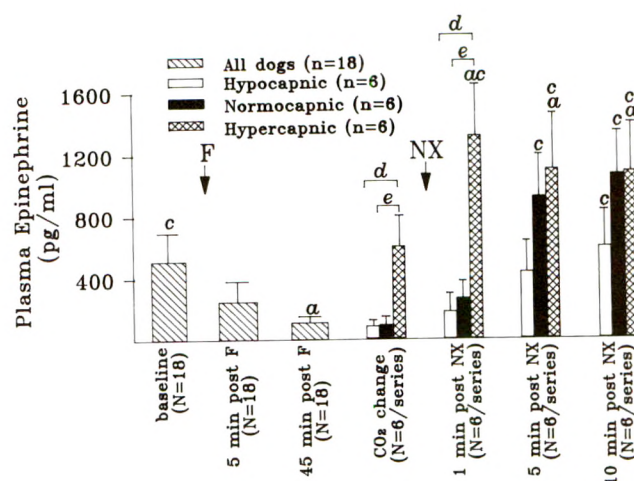 All dogs (n=18)
Hypocapnic (n=6)
Normocapnic (n=6)
Hypercapnic (n=6)
Plasma Epinephrine
(pg/ml)
1600
1200
800
400
F
NX
c
a
d
e
d
e
ac
c
c
a
c
c
c
a
baseline
(N=18)
5 min post F
(N=18)
45 min post F
(N=18)
CO₂ change
(N=6/series)
1 min post NX
(N=6/series)
5 min post NX
(N=6/series)
10 min post NX
(N=6/series)